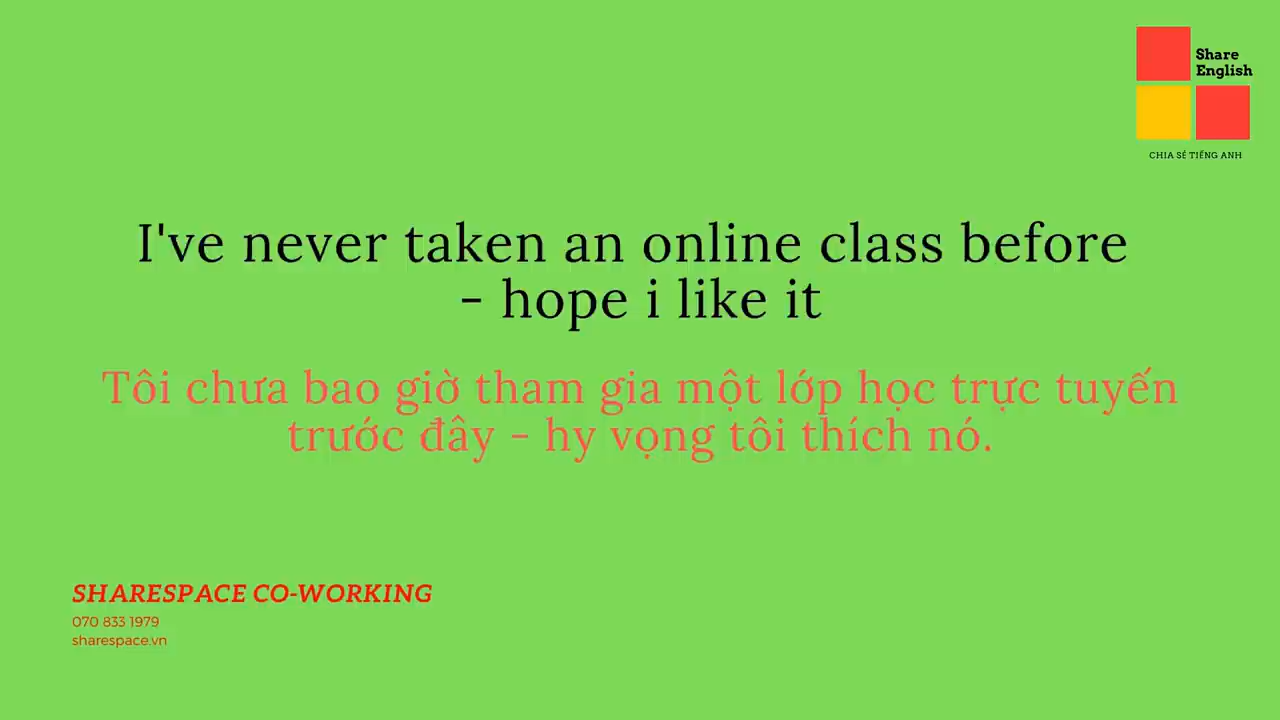 Share
English
CHIA SẺ TIẾNG ANH
I've never taken an online class before
- hope i like it
Tôi chưa bao giờ tham gia một lớp học trực tuyến
trước đây - hy vọng tôi thích nó.
SHARESPACE CO-WORKING
070 833 1979
sharespace.vn